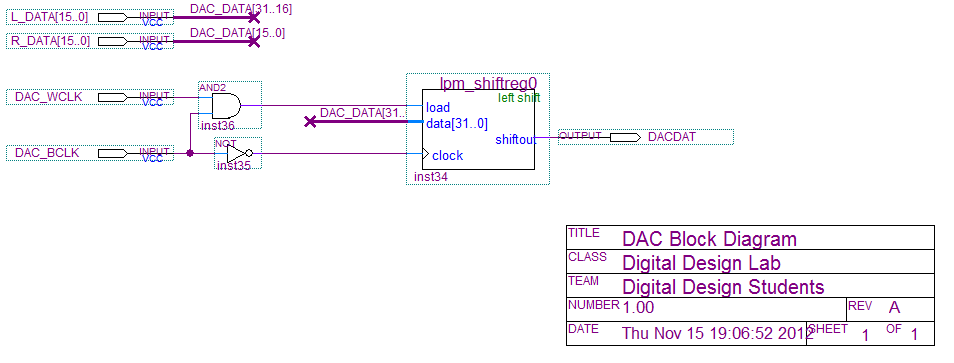 L_DATA[15..0] INPUT VCC DAC_DATA[31..16]
R_DATA[15..0] INPUT VCC DAC_DATA[15..0]
lpm_shiftreg0
left shift
DAC_WCLK INPUT VCC AND2
inst36
load
DAC_DATA[31.. data[31..0]
shiftout OUTPUT DACDAT
DAC_BCLK INPUT VCC NOT
inst35
clock
inst34
TITLE DAC Block Diagram
CLASS Digital Design Lab
TEAM Digital Design Students
NUMBER 1.00 REV A
DATE Thu Nov 15 19:06:52 2012 SHEET 1 OF 1